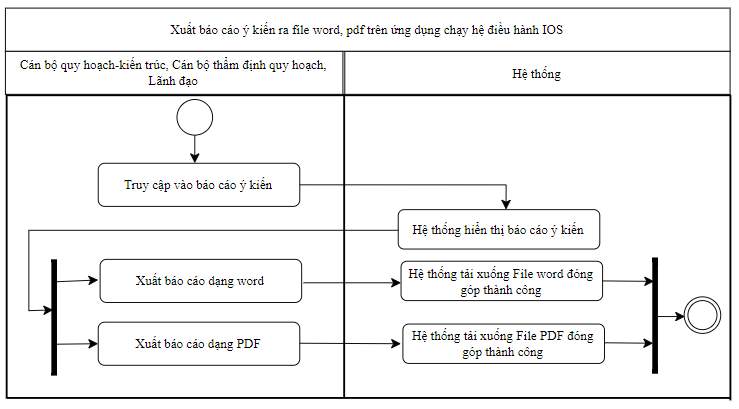 Xuất báo cáo ý kiến ra file word, pdf trên ứng dụng chạy hệ điều hành IOS
Cán bộ quy hoạch-kiến trúc, Cán bộ thẩm định quy hoạch,
Lãnh đạo
Hệ thống
Truy cập vào báo cáo ý kiến
Hệ thống hiển thị báo cáo ý kiến
Xuất báo cáo dạng word
Hệ thống tải xuống File word đóng
góp thành công
Xuất báo cáo dạng PDF
Hệ thống tải xuống File PDF đóng
góp thành công